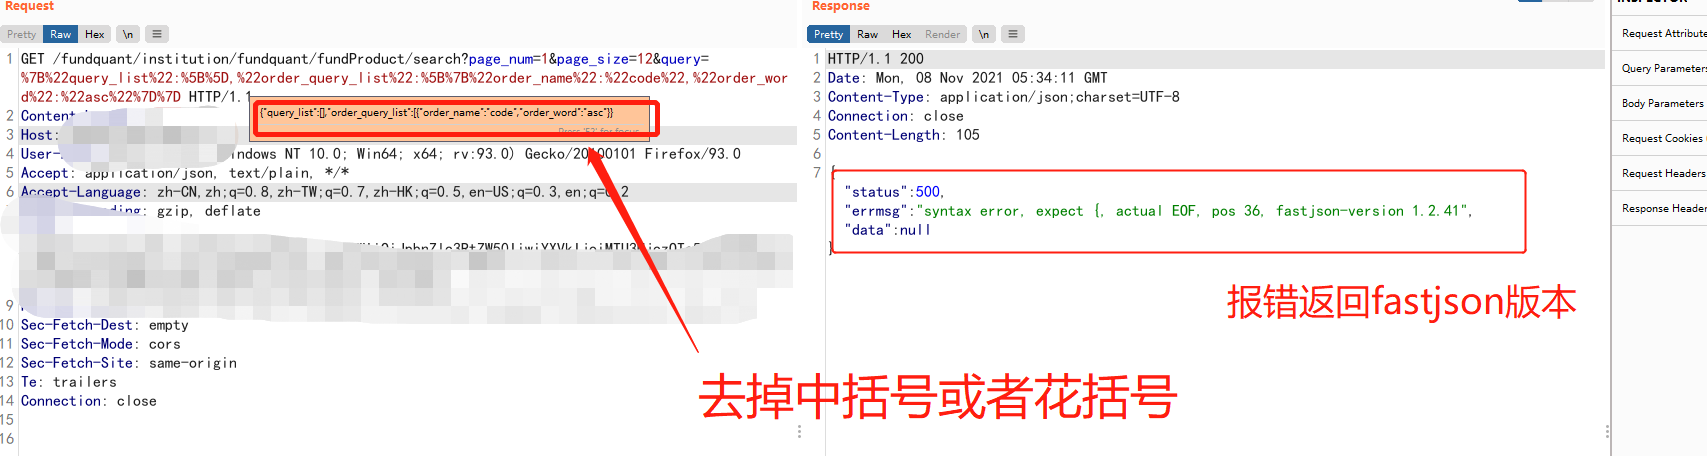 Request
Response
INSPECTOR
Pretty Raw Hex \n
Pretty Raw Hex Render \n
Request Attribute
Query Parameters
Body Parameters
Request Cookies
Request Headers
Response Header
1 GET /fundquant/institution/fundquant/fundProduct/search?page_num=1&page_size=12&query=
%7B%22query_list%22:%5B%5D,%22order_query_list%22:%5B%7B%22order_name%22:%22code%22,%22order_wor
d%22:%22asc%22%7D%7D HTTP/1.1
{"query_list":[],"order_query_list":[{"order_name":"code","order_word":"asc"}}
Press 'F2' for focus
2 Content
3 Host:
4 User- indows NT 10.0; Win64; x64; rv:93.0) Gecko/20100101 Firefox/93.0
5 Accept: application/json, text/plain, */*
6 Accept-Language: zh-CN,zh;q=0.8,zh-TW;q=0.7,zh-HK;q=0.5,en-US;q=0.3,en;q=0.2
ding: gzip, deflate
9
10 Sec-Fetch-Dest: empty
11 Sec-Fetch-Mode: cors
12 Sec-Fetch-Site: same-origin
13 Te: trailers
14 Connection: close
15
16
1 HTTP/1.1 200
2 Date: Mon, 08 Nov 2021 05:34:11 GMT
3 Content-Type: application/json;charset=UTF-8
4 Connection: close
5 Content-Length: 105
6
7 {
"status":500,
"errmsg":"syntax error, expect {, actual EOF, pos 36, fastjson-version 1.2.41",
"data":null
}
报错返回fastjson版本
去掉中括号或者花括号